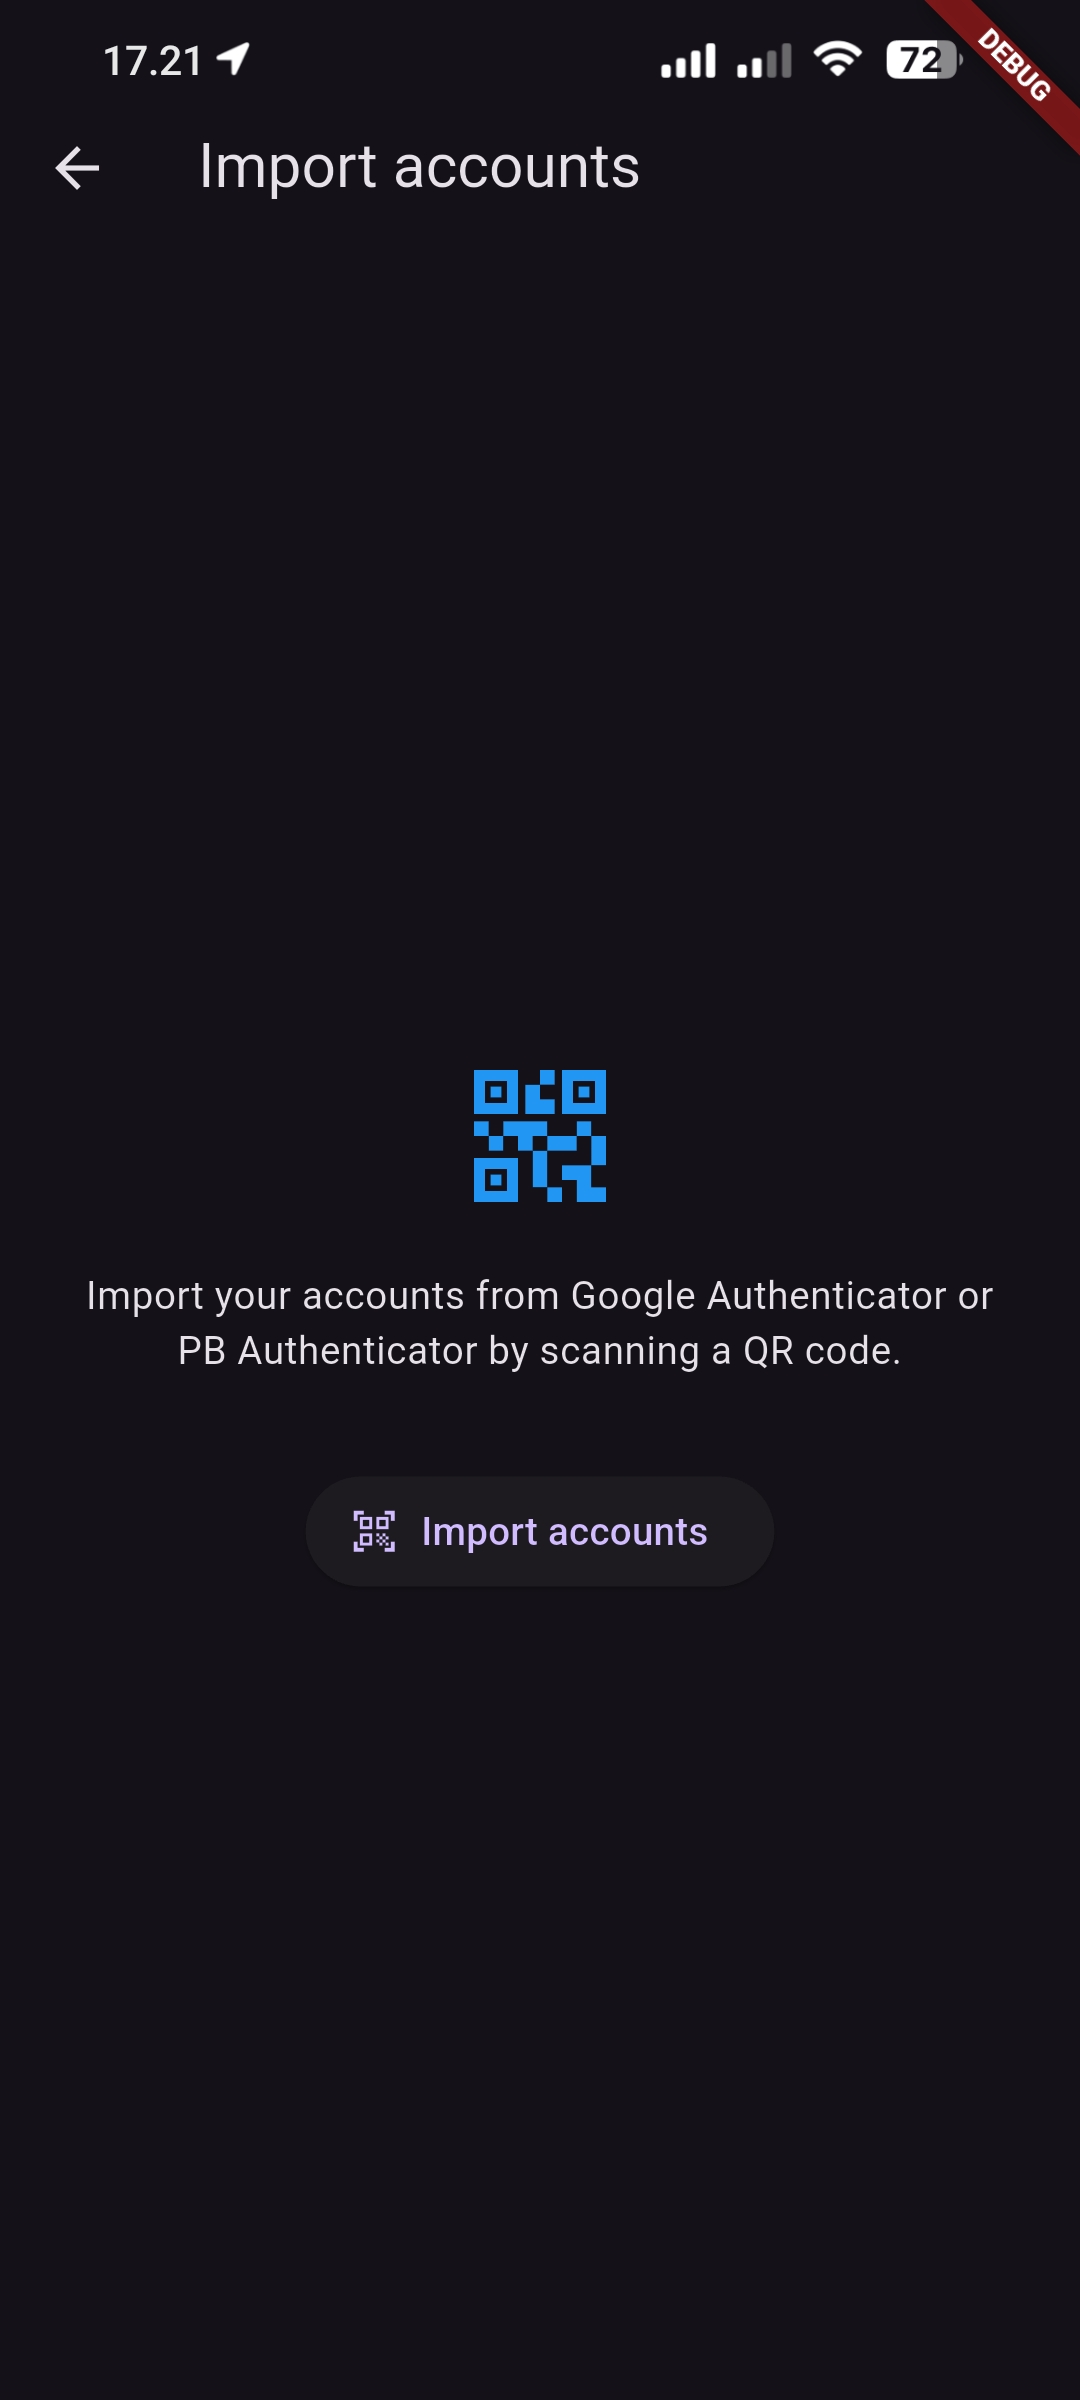 17.21
72
DEBUG
Import accounts
Import your accounts from Google Authenticator or
PB Authenticator by scanning a QR code.
Import accounts